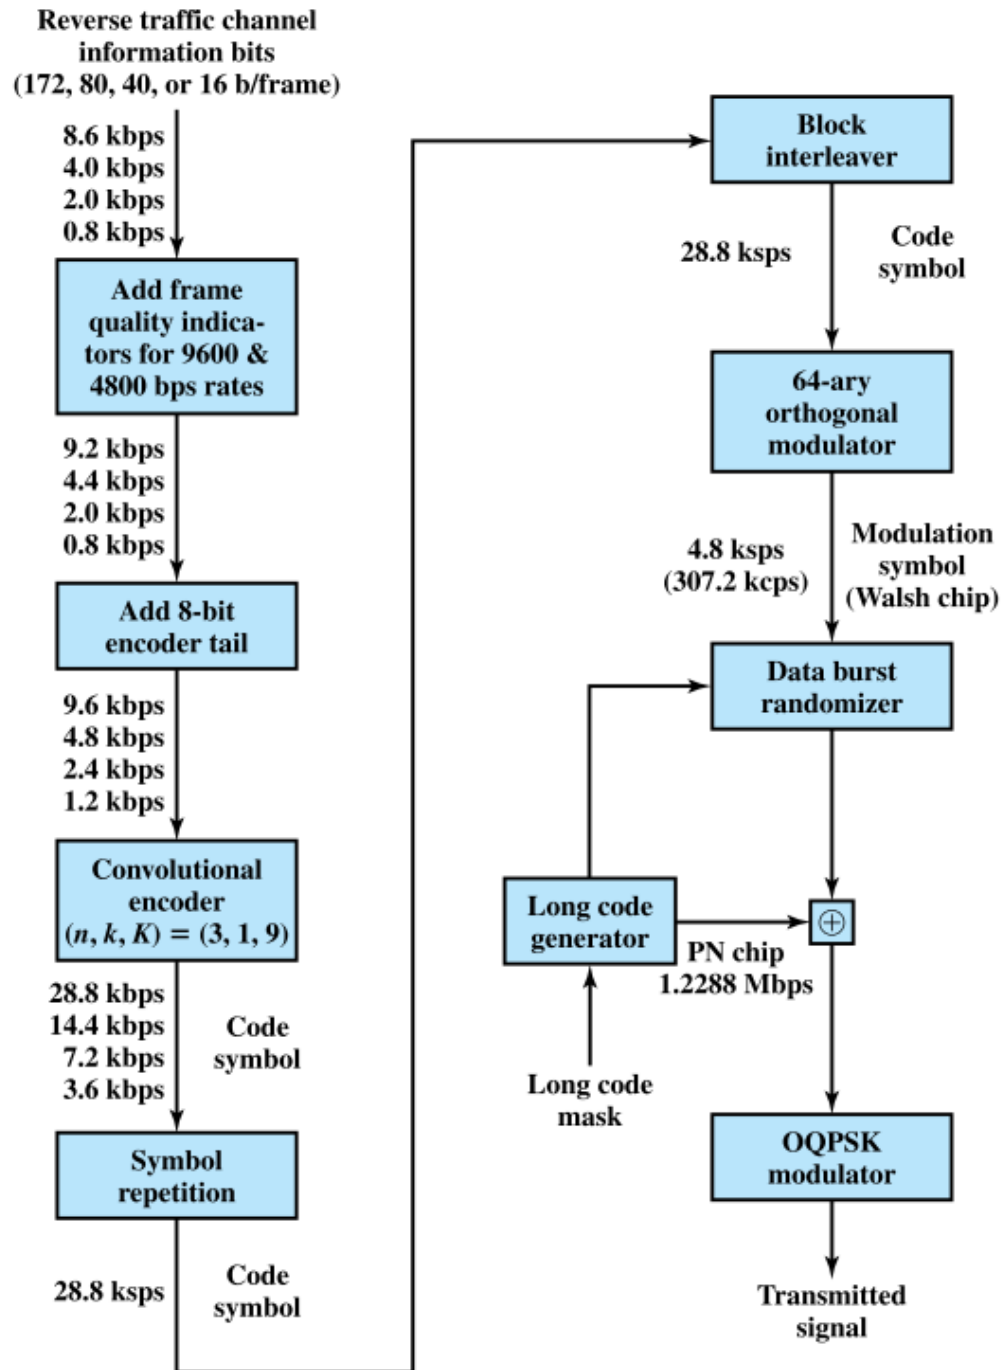 Reverse traffic channel
information bits
(172, 80, 40, or 16 b/frame)
8.6 kbps
4.0 kbps
2.0 kbps
0.8 kbps
Add frame
quality indica-
tors for 9600 &
4800 bps rates
9.2 kbps
4.4 kbps
2.0 kbps
0.8 kbps
Add 8-bit
encoder tail
9.6 kbps
4.8 kbps
2.4 kbps
1.2 kbps
Convolutional
encoder
(n, k, K) = (3, 1, 9)
28.8 kbps
14.4 kbps
7.2 kbps
3.6 kbps
Code
symbol
Symbol
repetition
28.8 ksps
Code
symbol
Block
interleaver
28.8 ksps
Code
symbol
64-ary
orthogonal
modulator
4.8 ksps
(307.2 kcps)
Modulation
symbol
(Walsh chip)
Data burst
randomizer
Long code
generator
PN chip
1.2288 Mbps
⊕
Long code
mask
OQPSK
modulator
Transmitted
signal